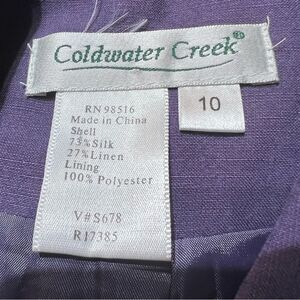 Coldwater Creek®
10
RN 98516
Made in China
Shell
73%Silk
27%Linen
Lining
100% Polyester
V#S678
R17385